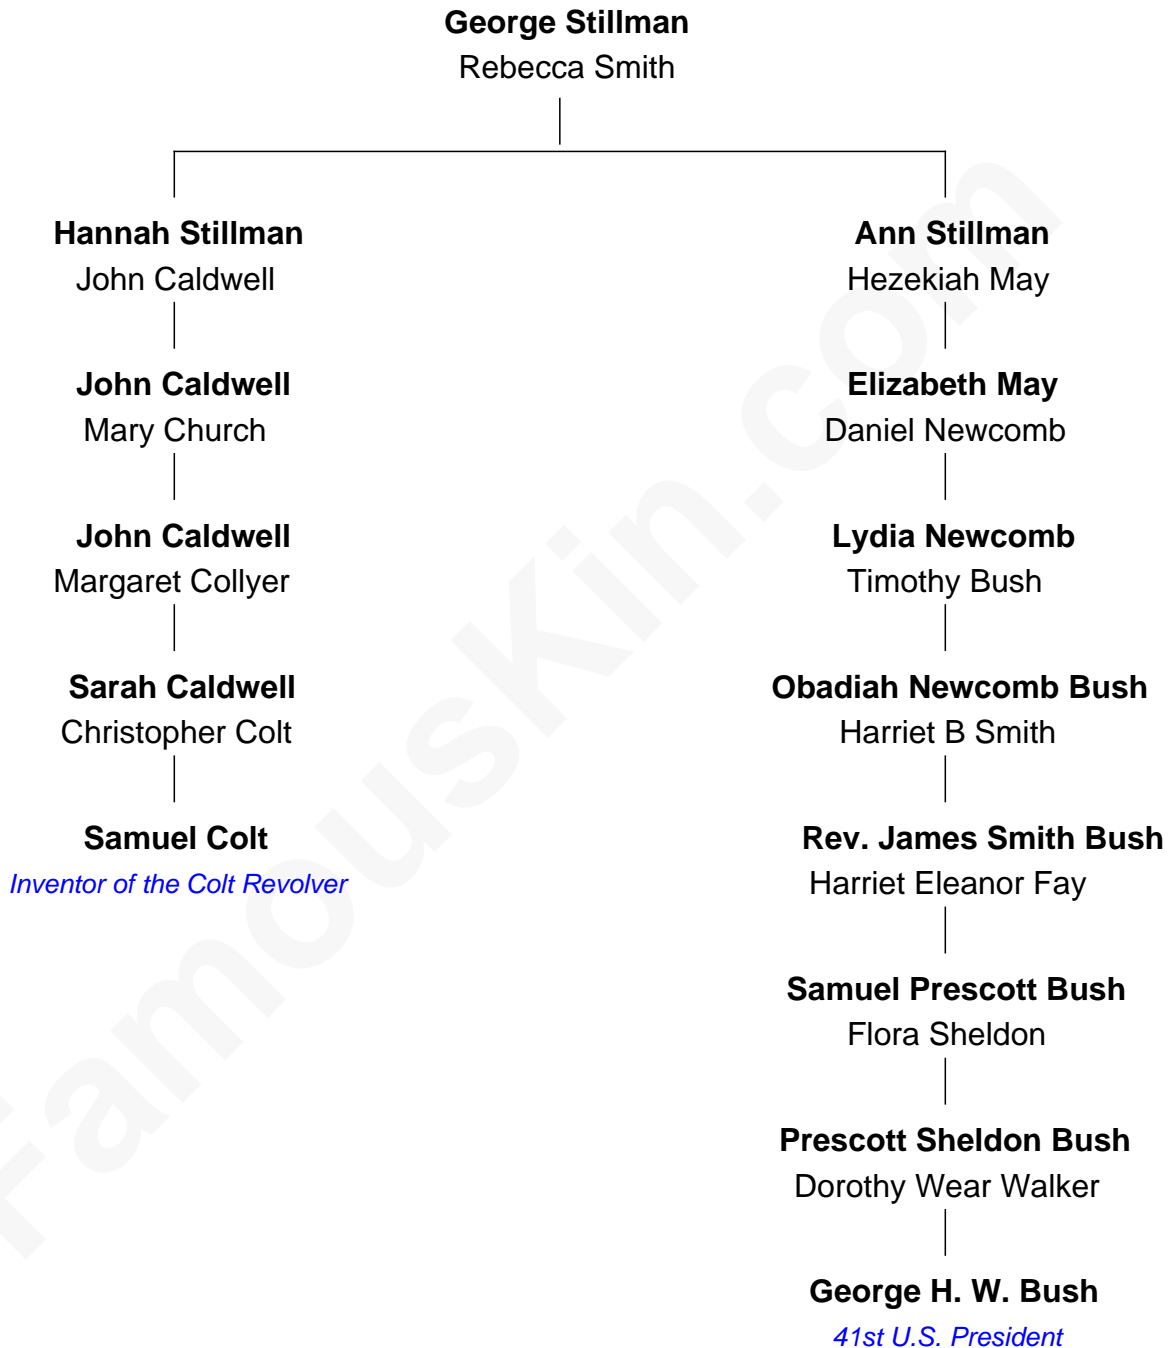 George Stillman
Rebecca Smith
Hannah Stillman
John Caldwell
Ann Stillman
Hezekiah May
John Caldwell
Mary Church
Elizabeth May
Daniel Newcomb
John Caldwell
Margaret Collyer
Lydia Newcomb
Timothy Bush
Sarah Caldwell
Christopher Colt
Obadiah Newcomb Bush
Harriet B Smith
Samuel Colt
Inventor of the Colt Revolver
Rev. James Smith Bush
Harriet Eleanor Fay
Samuel Prescott Bush
Flora Sheldon
Prescott Sheldon Bush
Dorothy Wear Walker
George H. W. Bush
41st U.S. President
FamousKin.com